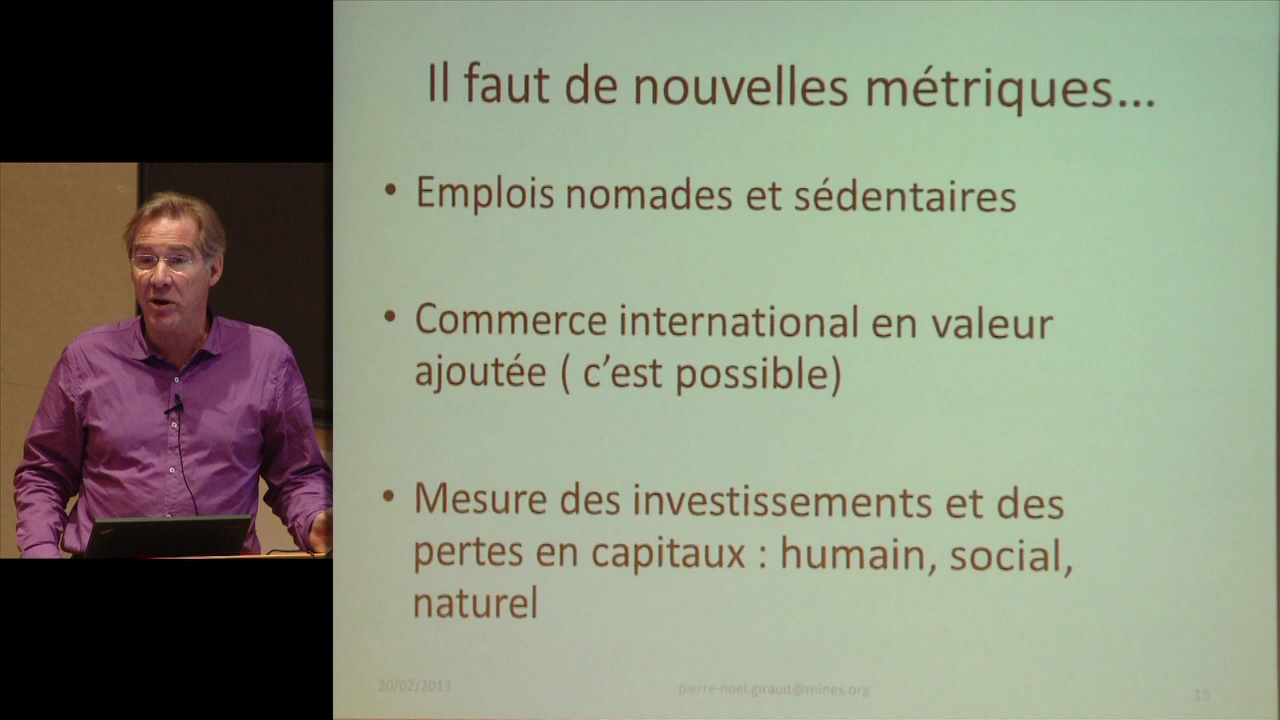 Il faut de nouvelles métriques...
• Emplois nomades et sédentaires
• Commerce international en valeur
ajoutée ( c'est possible)
• Mesure des investissements et des
pertes en capitaux : humain, social,
naturel
20/02/2013 pierre-noel.giraud@mines.org 15